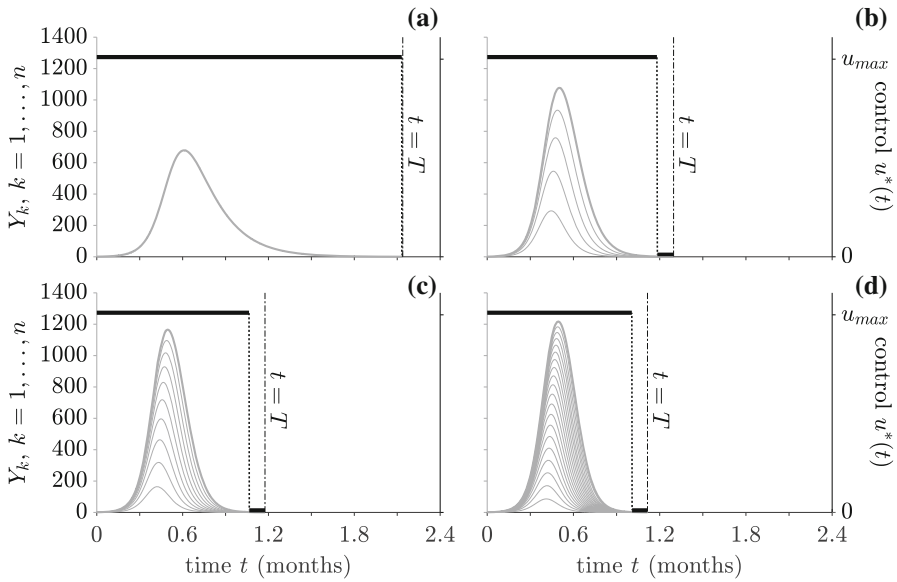 (a)
(b)
1400
1200
1000
800
600
400
200
0
Y_k, k = 1, . . . , n
t = T
t = T
u_max
0
control u*(t)
(c)
(d)
1400
1200
1000
800
600
400
200
0
Y_k, k = 1, . . . , n
t = T
t = T
u_max
0
control u*(t)
0 0.6 1.2 1.8 2.4
0 0.6 1.2 1.8 2.4
time t (months)
time t (months)